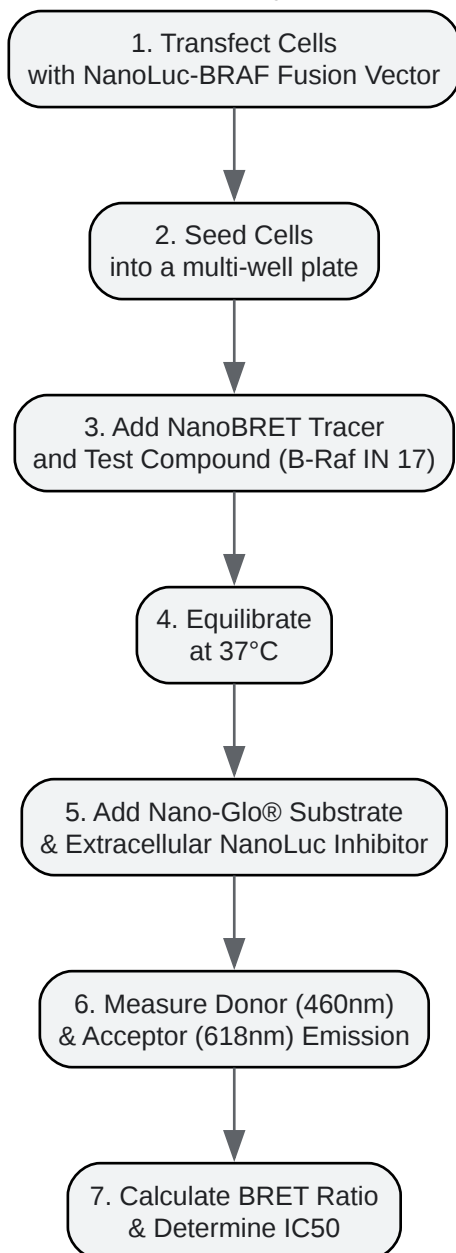 1. Transfect Cells
with NanoLuc-BRAF Fusion Vector
2. Seed Cells
into a multi-well plate
3. Add NanoBRET Tracer
and Test Compound (B-Raf IN 17)
4. Equilibrate
at 37°C
5. Add Nano-Glo® Substrate
& Extracellular NanoLuc Inhibitor
6. Measure Donor (460nm)
& Acceptor (618nm) Emission
7. Calculate BRET Ratio
& Determine IC50